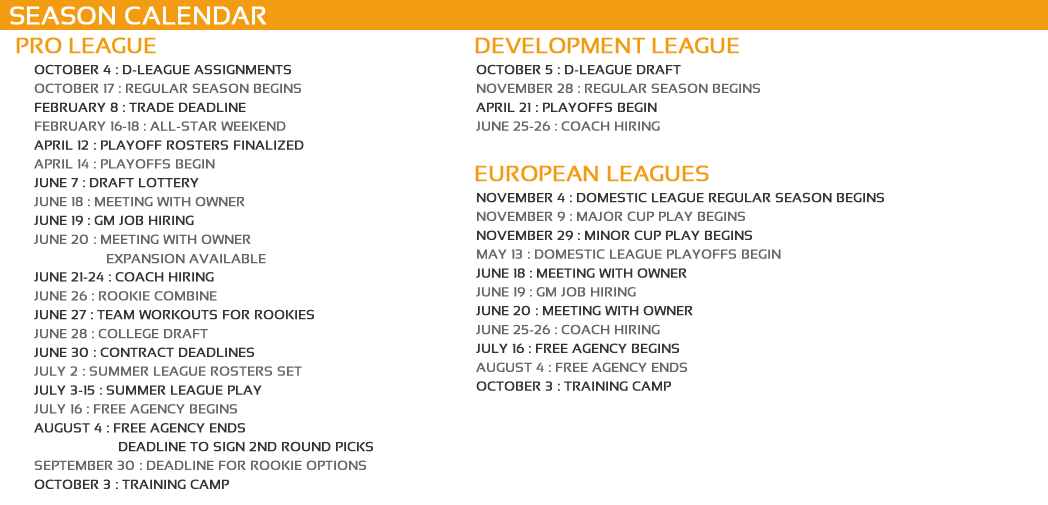 SEASON CALENDAR
PRO LEAGUE
OCTOBER 4 : D-LEAGUE ASSIGNMENTS
OCTOBER 17 : REGULAR SEASON BEGINS
FEBRUARY 8 : TRADE DEADLINE
FEBRUARY 16-18 : ALL-STAR WEEKEND
APRIL 12 : PLAYOFF ROSTERS FINALIZED
APRIL 14 : PLAYOFFS BEGIN
JUNE 7 : DRAFT LOTTERY
JUNE 18 : MEETING WITH OWNER
JUNE 19 : GM JOB HIRING
JUNE 20 : MEETING WITH OWNER
EXPANSION AVAILABLE
JUNE 21-24 : COACH HIRING
JUNE 26 : ROOKIE COMBINE
JUNE 27 : TEAM WORKOUTS FOR ROOKIES
JUNE 28 : COLLEGE DRAFT
JUNE 30 : CONTRACT DEADLINES
JULY 2 : SUMMER LEAGUE ROSTERS SET
JULY 3-15 : SUMMER LEAGUE PLAY
JULY 16 : FREE AGENCY BEGINS
AUGUST 4 : FREE AGENCY ENDS
DEADLINE TO SIGN 2ND ROUND PICKS
SEPTEMBER 30 : DEADLINE FOR ROOKIE OPTIONS
OCTOBER 3 : TRAINING CAMP
DEVELOPMENT LEAGUE
OCTOBER 5 : D-LEAGUE DRAFT
NOVEMBER 28 : REGULAR SEASON BEGINS
APRIL 21 : PLAYOFFS BEGIN
JUNE 25-26 : COACH HIRING
EUROPEAN LEAGUES
NOVEMBER 4 : DOMESTIC LEAGUE REGULAR SEASON BEGINS
NOVEMBER 9 : MAJOR CUP PLAY BEGINS
NOVEMBER 29 : MINOR CUP PLAY BEGINS
MAY 13 : DOMESTIC LEAGUE PLAYOFFS BEGIN
JUNE 18 : MEETING WITH OWNER
JUNE 19 : GM JOB HIRING
JUNE 20 : MEETING WITH OWNER
JUNE 25-26 : COACH HIRING
JULY 16 : FREE AGENCY BEGINS
AUGUST 4 : FREE AGENCY ENDS
OCTOBER 3 : TRAINING CAMP